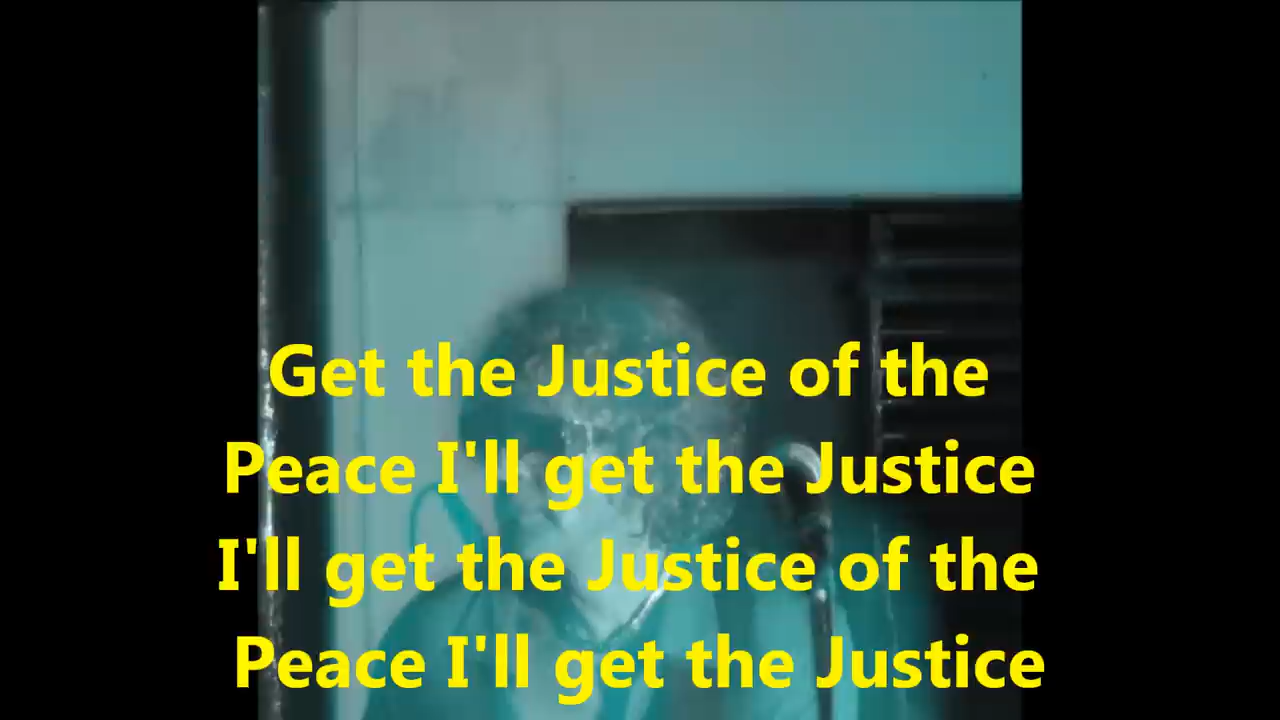 Get the Justice of the
Peace I'll get the Justice
I'll get the Justice of the
Peace I'll get the Justice